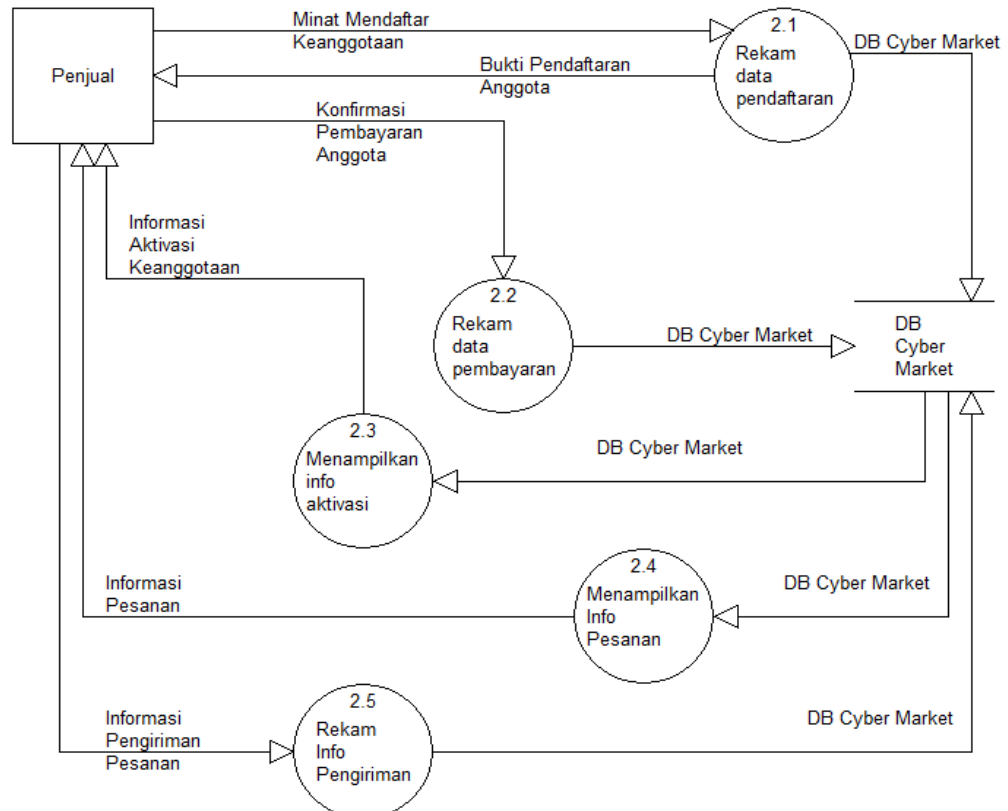 Minat Mendaftar
Keanggotaan
2.1
Rekam
data
pendaftaran
DB Cyber Market
Penjual
Bukti Pendaftaran
Anggota
Konfirmasi
Pembayaran
Anggota
Informasi
Aktivasi
Keanggotaan
2.2
Rekam
data
pembayaran
DB Cyber Market
DB
Cyber
Market
2.3
Menampilkan
info
aktivasi
DB Cyber Market
Informasi
Pesanan
2.4
Menampilkan
Info
Pesanan
DB Cyber Market
Informasi
Pengiriman
Pesanan
2.5
Rekam
Info
Pengiriman
DB Cyber Market